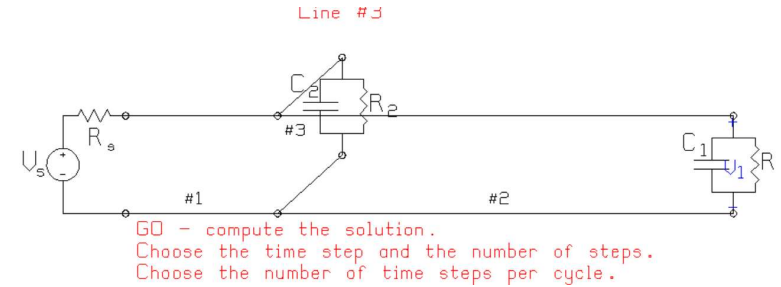 Line #3
C2
R2
#3
Rs
Vs
C1
V1
R
#1
#2
GO - compute the solution.
Choose the time step and the number of steps.
Choose the number of time steps per cycle.